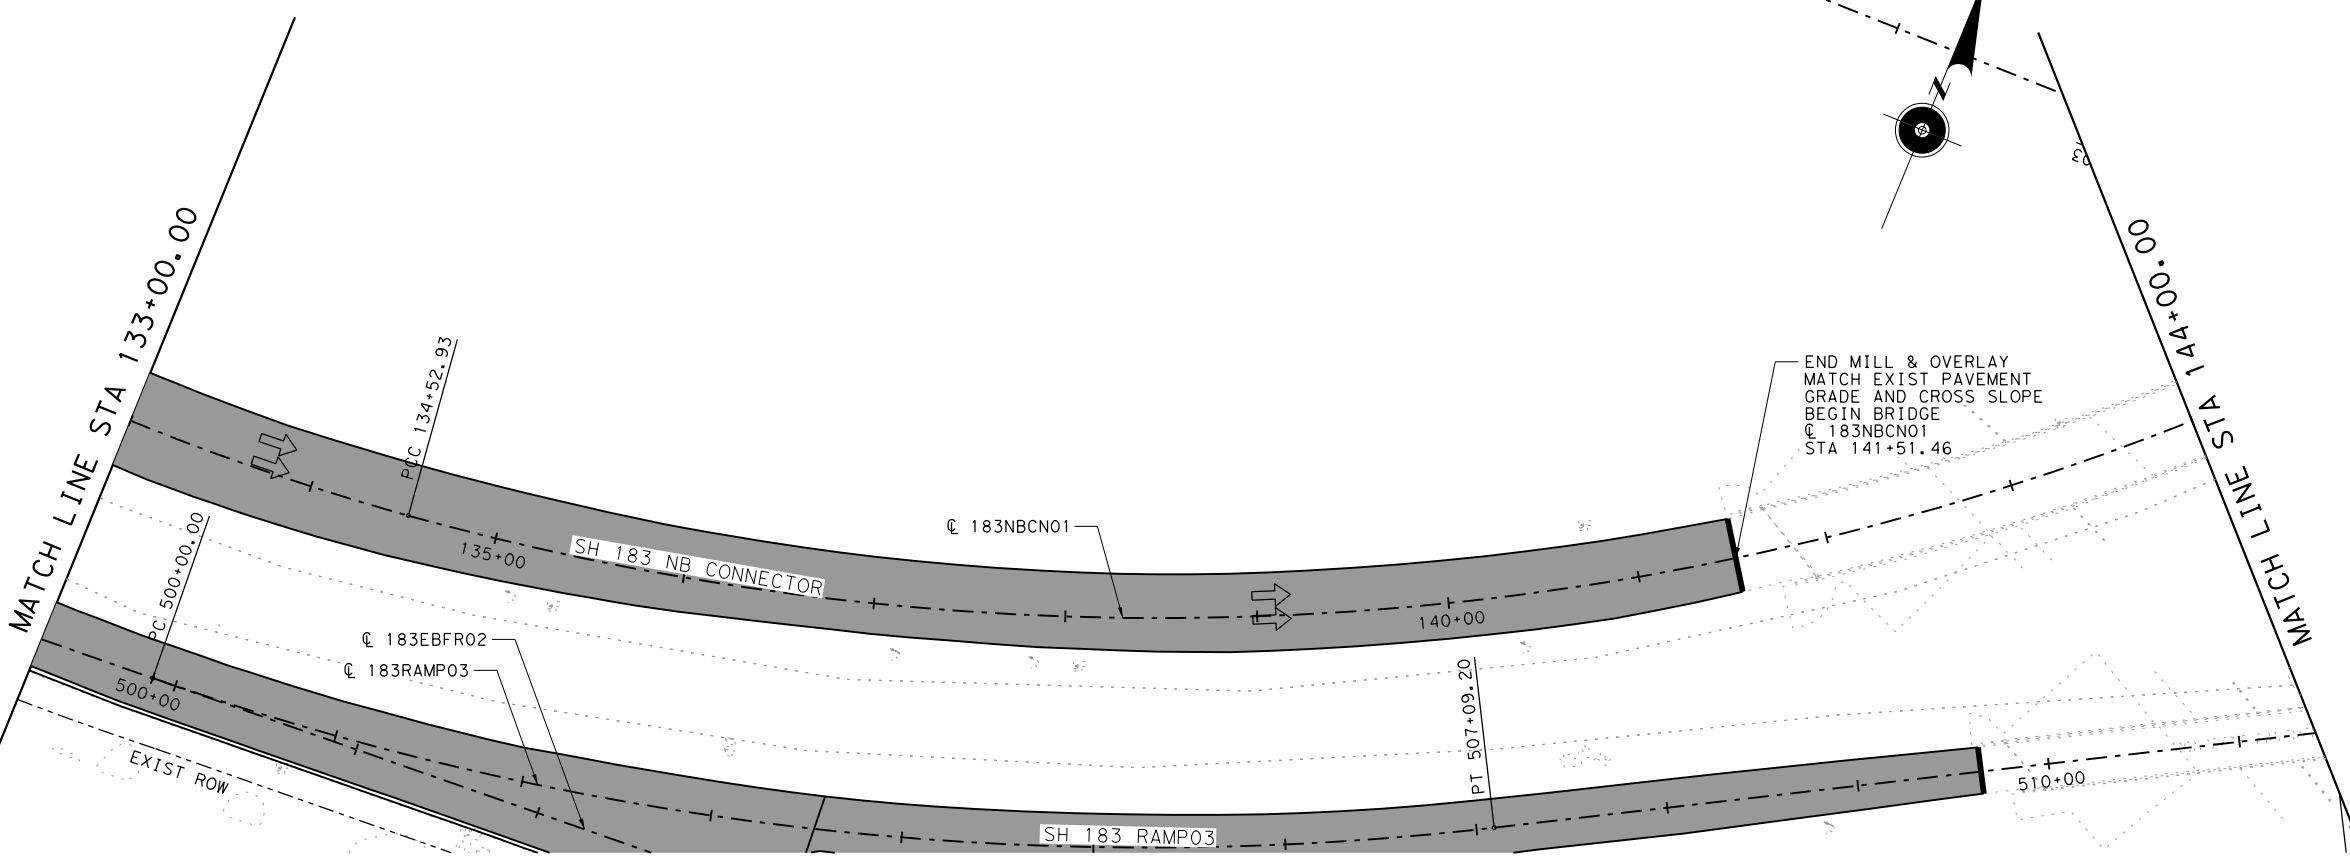 N
03
MATCH LINE STA 133+00.00
MATCH LINE STA 144+00.00
PCC 134+52.93
END MILL & OVERLAY
MATCH EXIST PAVEMENT
GRADE AND CROSS SLOPE
BEGIN BRIDGE
℄ 183NBCN01
STA 141+51.46
PC 500+00.00
135+00
SH 183 NB CONNECTOR
℄ 183NBCN01
140+00
℄ 183EBFR02
℄ 183RAMP03
500+00
EXIST ROW
PT 507+09.20
SH 183 RAMP03
510+00